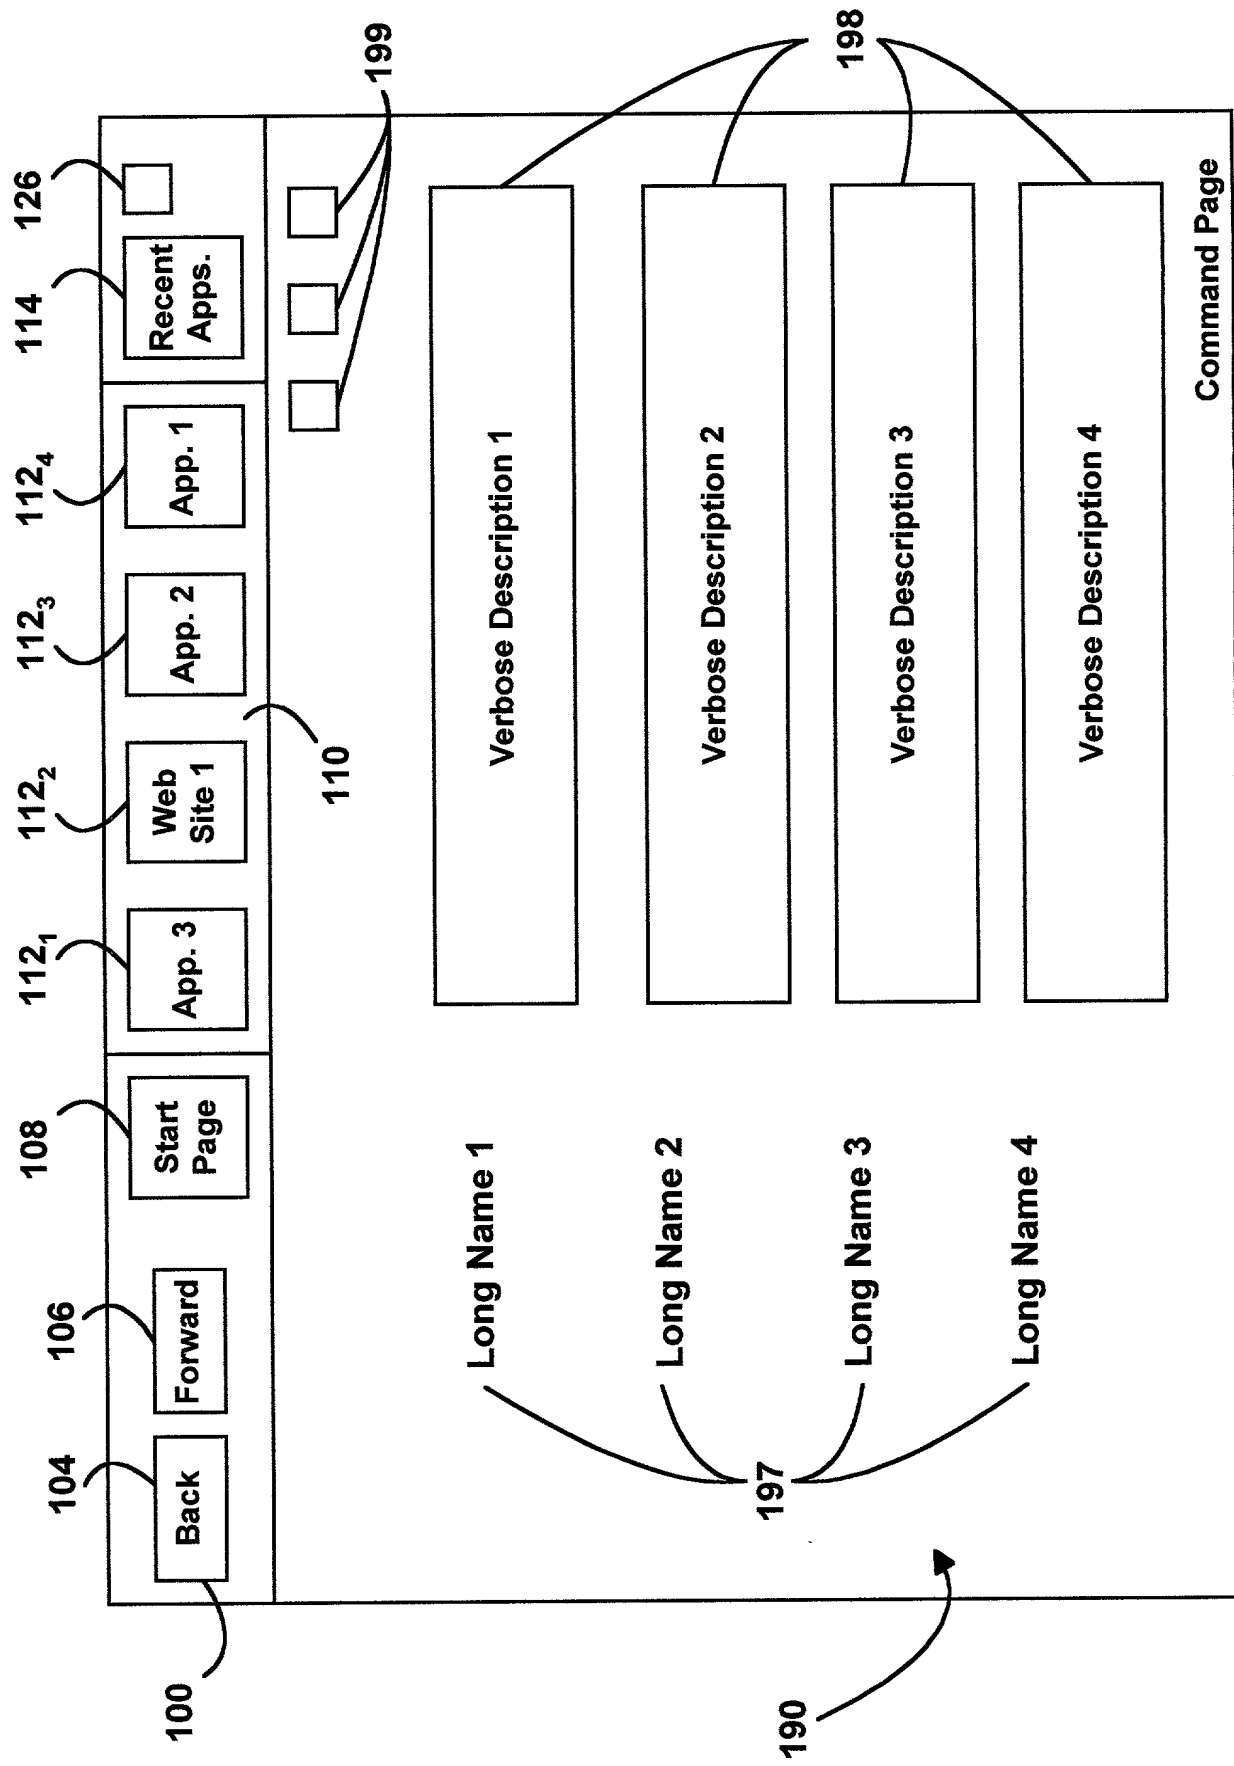 104
106
108
112₁
112₂
112₃
112₄
114
126
199
100
Back
Forward
Start
Page
App. 3
Web
Site 1
App. 2
App. 1
Recent
Apps.
110
Long Name 1
Verbose Description 1
Long Name 2
Verbose Description 2
197
198
Long Name 3
Verbose Description 3
Long Name 4
Verbose Description 4
190
Command Page